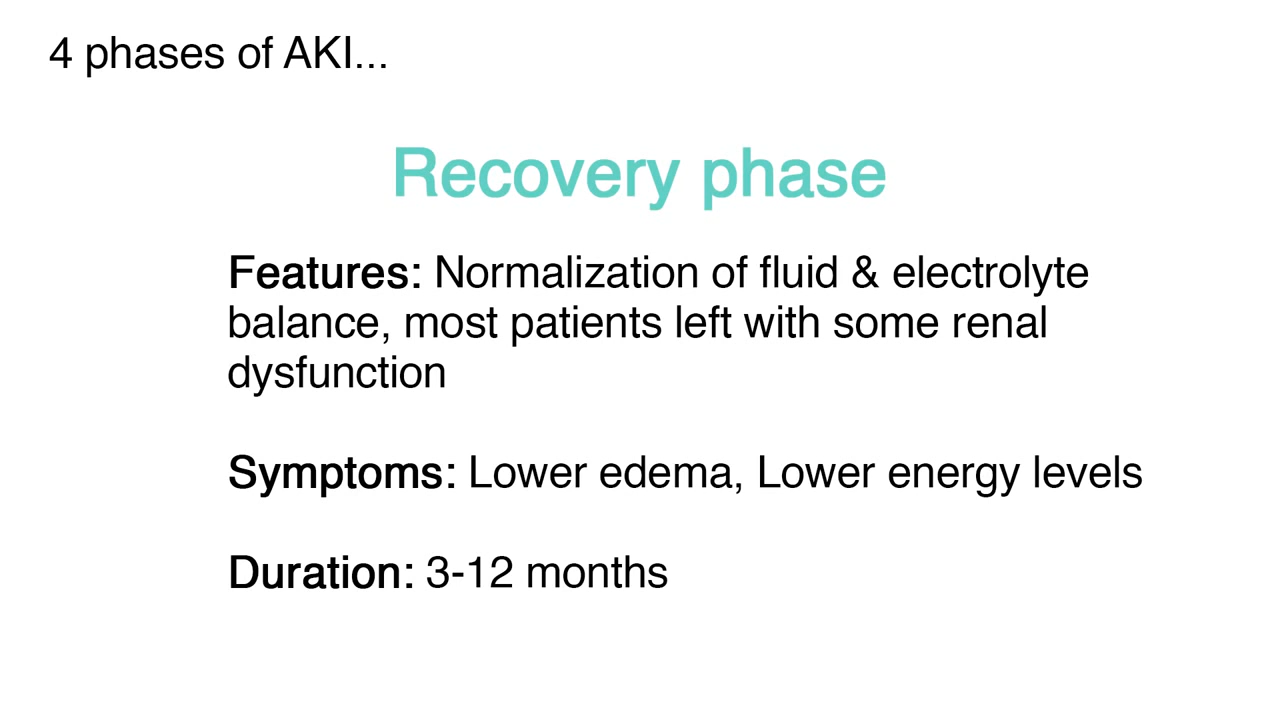 4 phases of AKI...
Recovery phase
Features: Normalization of fluid & electrolyte
balance, most patients left with some renal
dysfunction
Symptoms: Lower edema, Lower energy levels
Duration: 3-12 months